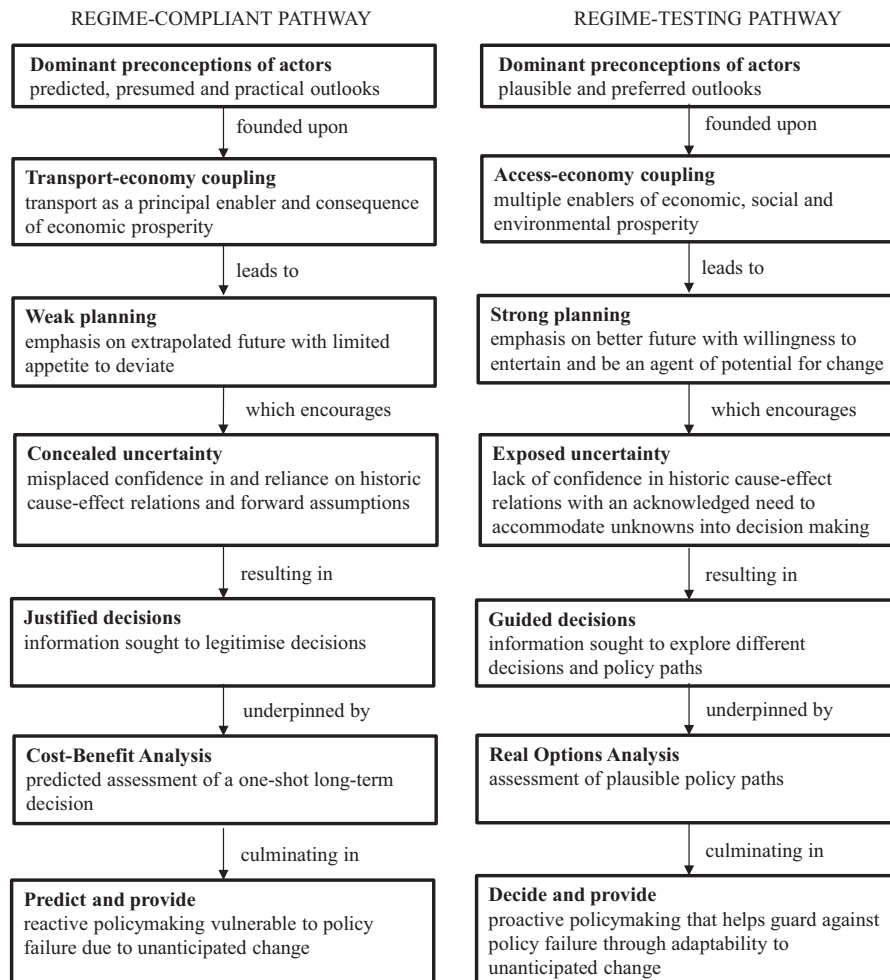 REGIME-COMPLIANT PATHWAY
Dominant preconceptions of actors
predicted, presumed and practical outlooks
founded upon
Transport-economy coupling
transport as a principal enabler and consequence
of economic prosperity
leads to
Weak planning
emphasis on extrapolated future with limited
appetite to deviate
which encourages
Concealed uncertainty
misplaced confidence in and reliance on historic
cause-effect relations and forward assumptions
resulting in
Justified decisions
information sought to legitimise decisions
underpinned by
Cost-Benefit Analysis
predicted assessment of a one-shot long-term
decision
culminating in
Predict and provide
reactive policymaking vulnerable to policy
failure due to unanticipated change
REGIME-TESTING PATHWAY
Dominant preconceptions of actors
plausible and preferred outlooks
founded upon
Access-economy coupling
multiple enablers of economic, social and
environmental prosperity
leads to
Strong planning
emphasis on better future with willingness to
entertain and be an agent of potential for change
which encourages
Exposed uncertainty
lack of confidence in historic cause-effect
relations with an acknowledged need to
accommodate unknowns into decision making
resulting in
Guided decisions
information sought to explore different
decisions and policy paths
underpinned by
Real Options Analysis
assessment of plausible policy paths
culminating in
Decide and provide
proactive policymaking that helps guard against
policy failure through adaptability to
unanticipated change